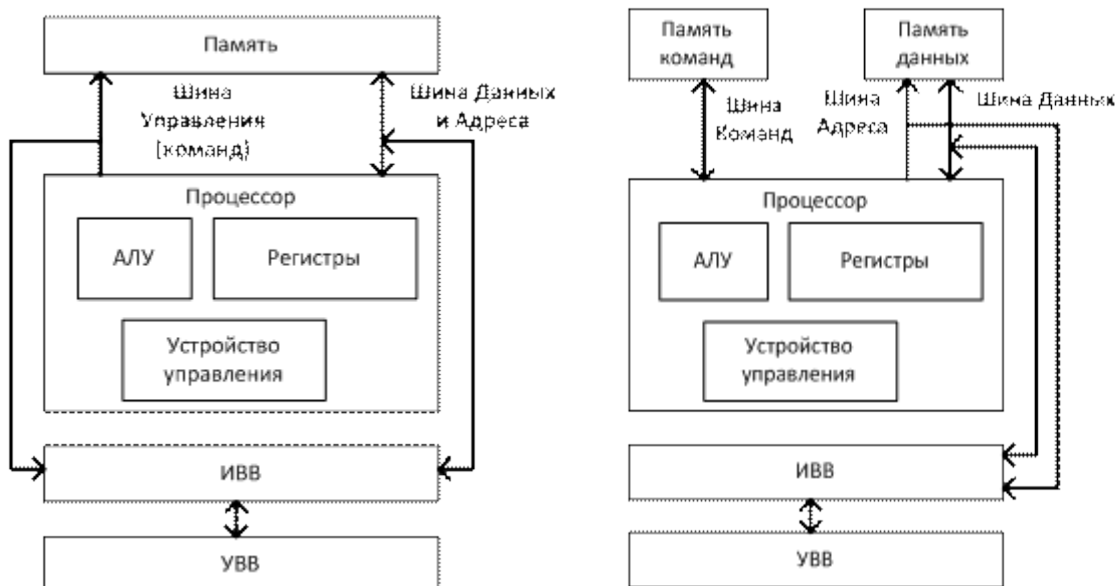 Память
Шина
Управления
(команд)
Шина Данных
и Адреса
Процессор
АЛУ
Регистры
Устройство
управления
ИВВ
УВВ
Память
команд
Память
данных
Шина
Команд
Шина
Адреса
Шина Данных
Процессор
АЛУ
Регистры
Устройство
управления
ИВВ
УВВ